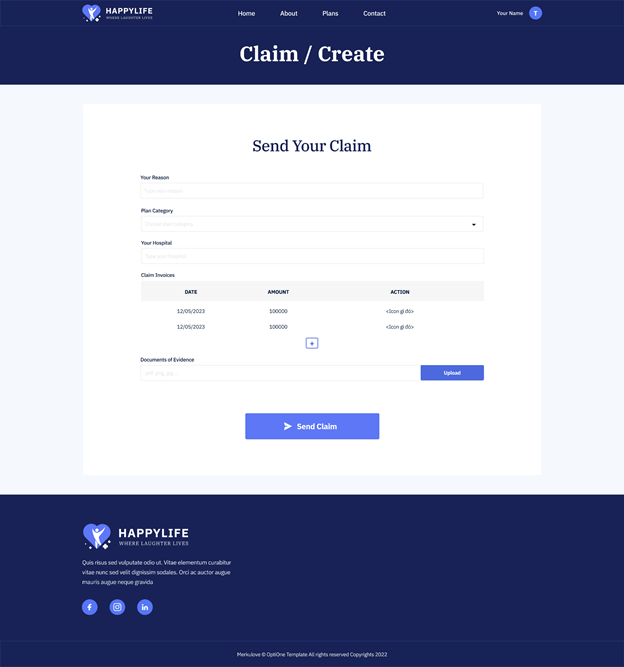 HAPPYLIFE
WHERE LAUGHTER LIVES
Home
About
Plans
Contact
Your Name
T
Claim / Create
Send Your Claim
Your Reason
Type your reason
Plan Category
Your Hospital
Type your hospital
Claim Invoices
DATE AMOUNT ACTION
12/05/2023 100000 <Icon gì đó>
12/05/2023 100000 <Icon gì đó>
+
Documents of Evidence
.pdf, png, jpg, ...
Upload
Send Claim
HAPPYLIFE
WHERE LAUGHTER LIVES
Quis risus sed vulputate odio ut. Vitae elementum curabitur
vitae nunc sed velit dignissim sodales. Orci ac auctor augue
mauris augue neque gravida
f
in
Merkulove © OptiOne Template All rights reserved Copyrights 2022